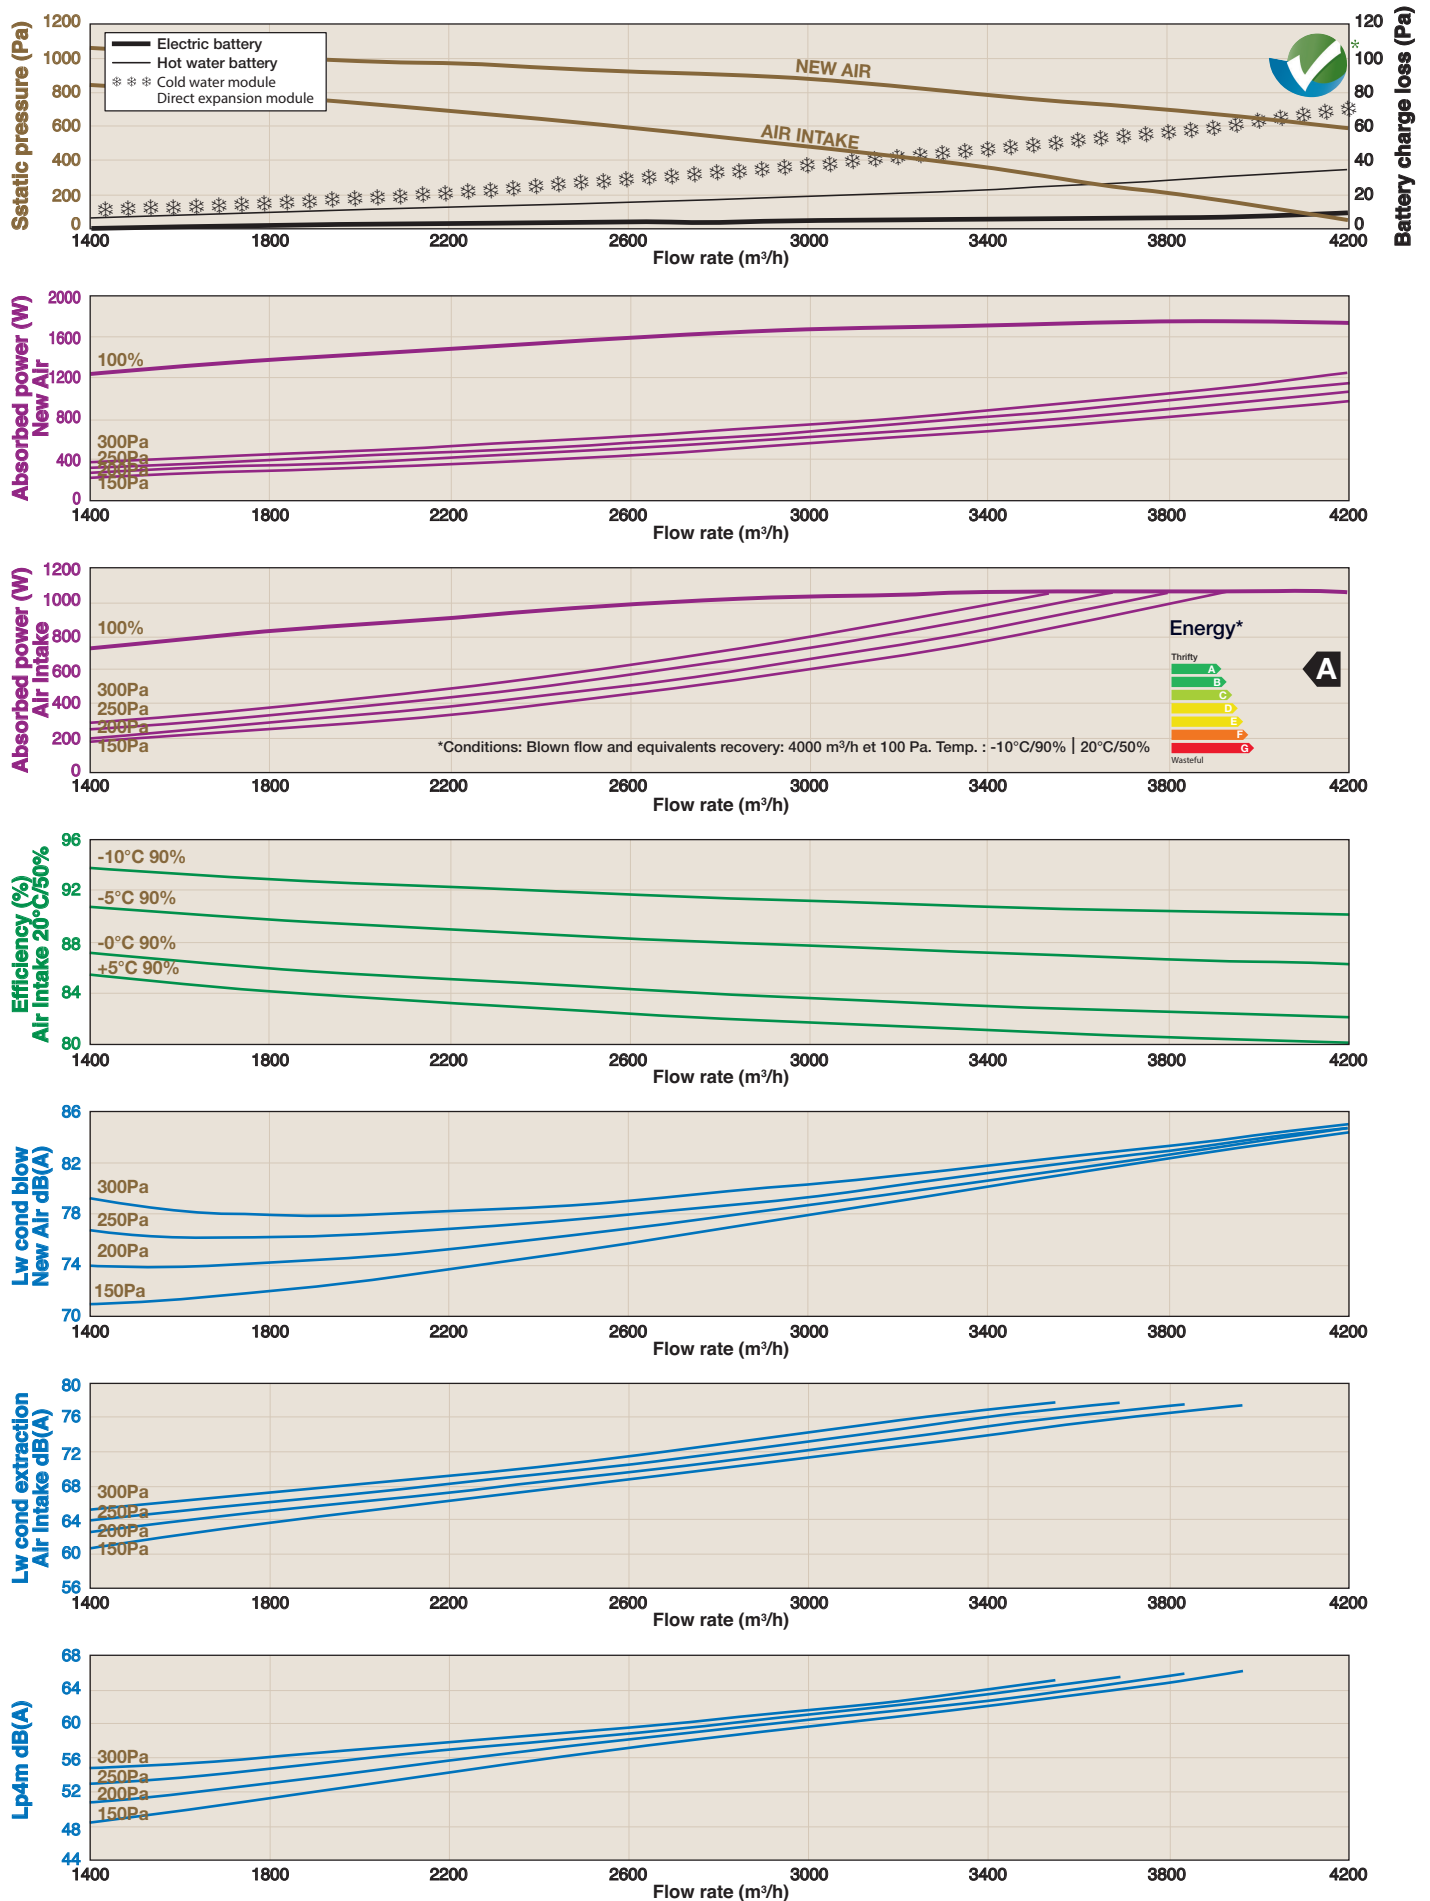 Sstatic pressure (Pa)
1200
1000
800
600
400
200
0
Electric battery
Hot water battery
Cold water module
Direct expansion module
NEW AIR
AIR INTAKE
*
120
100
80
60
40
20
0
Battery charge loss (Pa)
1400 1800 2200 2600 3000 3400 3800 4200
Flow rate (m³/h)
Absorbed power (W)
New Air
2000
1600
1200
800
400
0
100%
300Pa
250Pa
200Pa
150Pa
1400 1800 2200 2600 3000 3400 3800 4200
Flow rate (m³/h)
Absorbed power (W)
Air Intake
1200
1000
800
600
400
200
0
100%
300Pa
250Pa
200Pa
150Pa
Energy*
Thrifty
A
B
C
D
E
F
G
Wasteful
A
*Conditions: Blown flow and equivalents recovery: 4000 m³/h et 100 Pa. Temp. : -10°C/90% | 20°C/50%
1400 1800 2200 2600 3000 3400 3800 4200
Flow rate (m³/h)
Efficiency (%)
Air Intake 20°C/50%
96
92
88
84
80
-10°C 90%
-5°C 90%
-0°C 90%
+5°C 90%
1400 1800 2200 2600 3000 3400 3800 4200
Flow rate (m³/h)
Lw cond blow
New Air dB(A)
86
82
78
74
70
300Pa
250Pa
200Pa
150Pa
1400 1800 2200 2600 3000 3400 3800 4200
Flow rate (m³/h)
Lw cond extraction
Air Intake dB(A)
80
76
72
68
64
60
56
300Pa
250Pa
200Pa
150Pa
1400 1800 2200 2600 3000 3400 3800 4200
Flow rate (m³/h)
Lp4m dB(A)
68
64
60
56
52
48
44
300Pa
250Pa
200Pa
150Pa
1400 1800 2200 2600 3000 3400 3800 4200
Flow rate (m³/h)